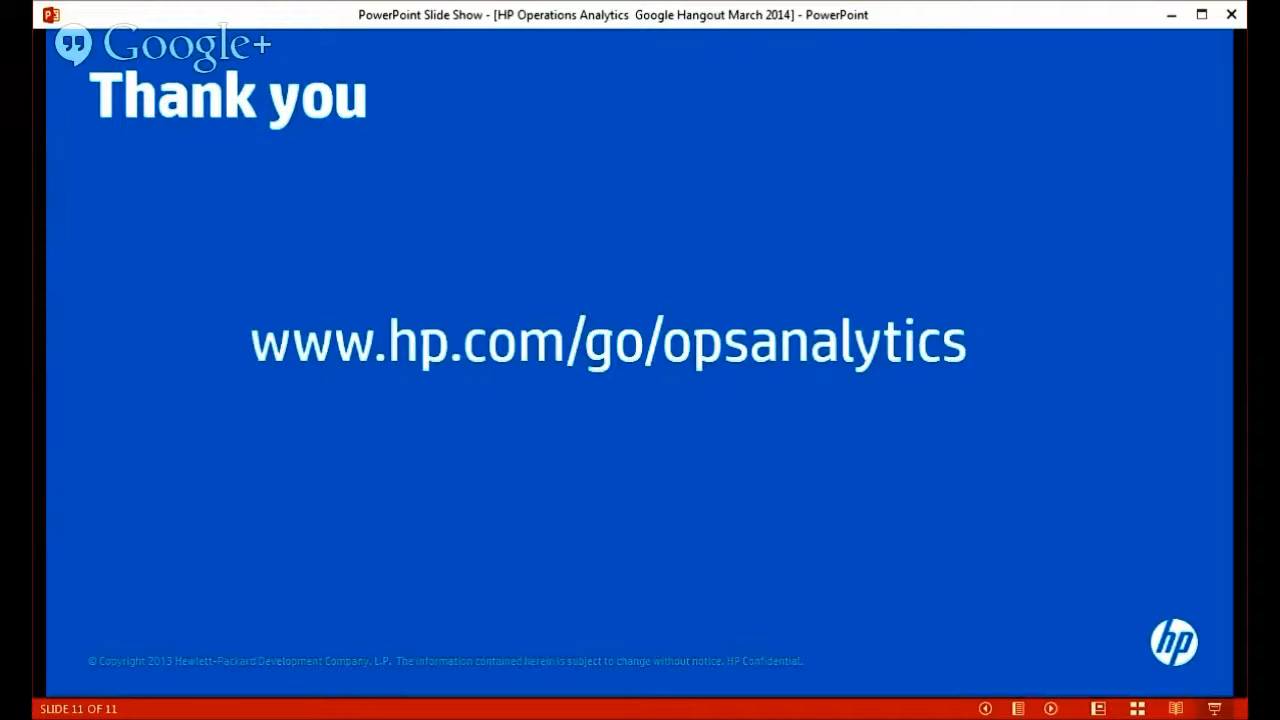 PowerPoint Slide Show - [HP Operations Analytics  Google Hangout March 2014] - PowerPoint
Google+
Thank you
www.hp.com/go/opsanalytics
hp
© Copyright 2013 Hewlett-Packard Development Company, L.P.  The information contained herein is subject to change without notice. HP Confidential.
SLIDE 11 OF 11